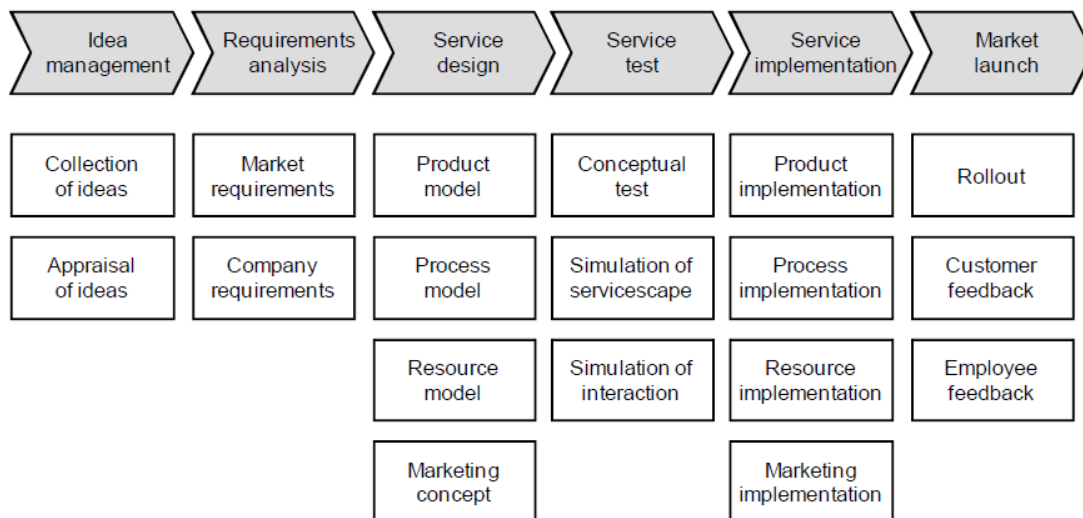 Idea
management
Requirements
analysis
Service
design
Service
test
Service
implementation
Market
launch
Collection
of ideas
Market
requirements
Product
model
Conceptual
test
Product
implementation
Rollout
Appraisal
of ideas
Company
requirements
Process
model
Simulation of
servicescape
Process
implementation
Customer
feedback
Resource
model
Simulation of
interaction
Resource
implementation
Employee
feedback
Marketing
concept
Marketing
implementation